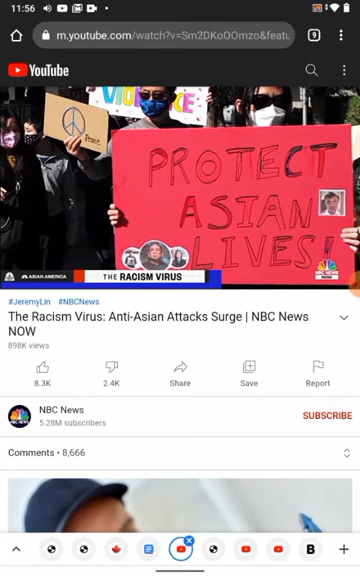 11:56
m.youtube.com/watch?v=Sm2DKoOOmzo&featu
9
YouTube
VIOLENCE
Peace.
PROTECT
ASIAN
LIVES!
NBC NEWS
NOW
ASIAN AMERICA
THE RACISM VIRUS
#JeremyLin #NBCNews
The Racism Virus: Anti-Asian Attacks Surge | NBC News
NOW
898K views
8.3K
2.4K
Share
Save
Report
NBC News
5.28M subscribers
SUBSCRIBE
Comments • 8,666
B